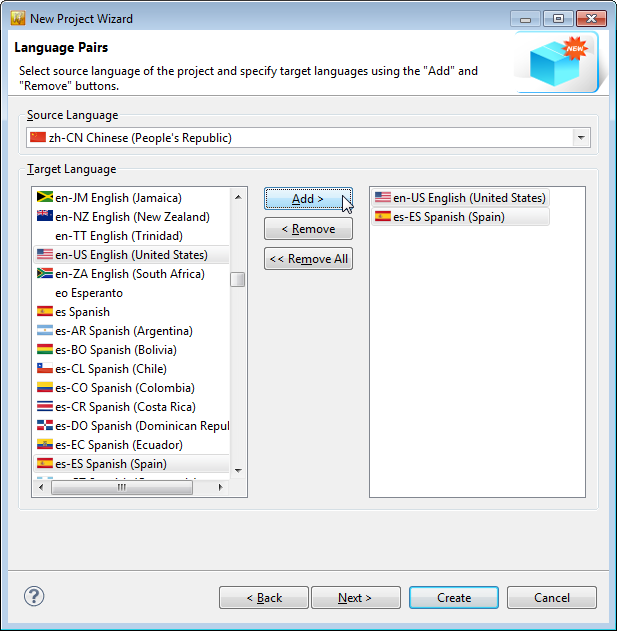 New Project Wizard
Language Pairs
Select source language of the project and specify target languages using the "Add" and
"Remove" buttons.
NEW
Source Language
zh-CN Chinese (People's Republic)
Target Language
en-JM English (Jamaica)
en-NZ English (New Zealand)
en-TT English (Trinidad)
en-US English (United States)
en-ZA English (South Africa)
eo Esperanto
es Spanish
es-AR Spanish (Argentina)
es-BO Spanish (Bolivia)
es-CL Spanish (Chile)
es-CO Spanish (Colombia)
es-CR Spanish (Costa Rica)
es-DO Spanish (Dominican Repu
es-EC Spanish (Ecuador)
es-ES Spanish (Spain)
Add >
< Remove
<< Remove All
en-US English (United States)
es-ES Spanish (Spain)
?
< Back
Next >
Create
Cancel